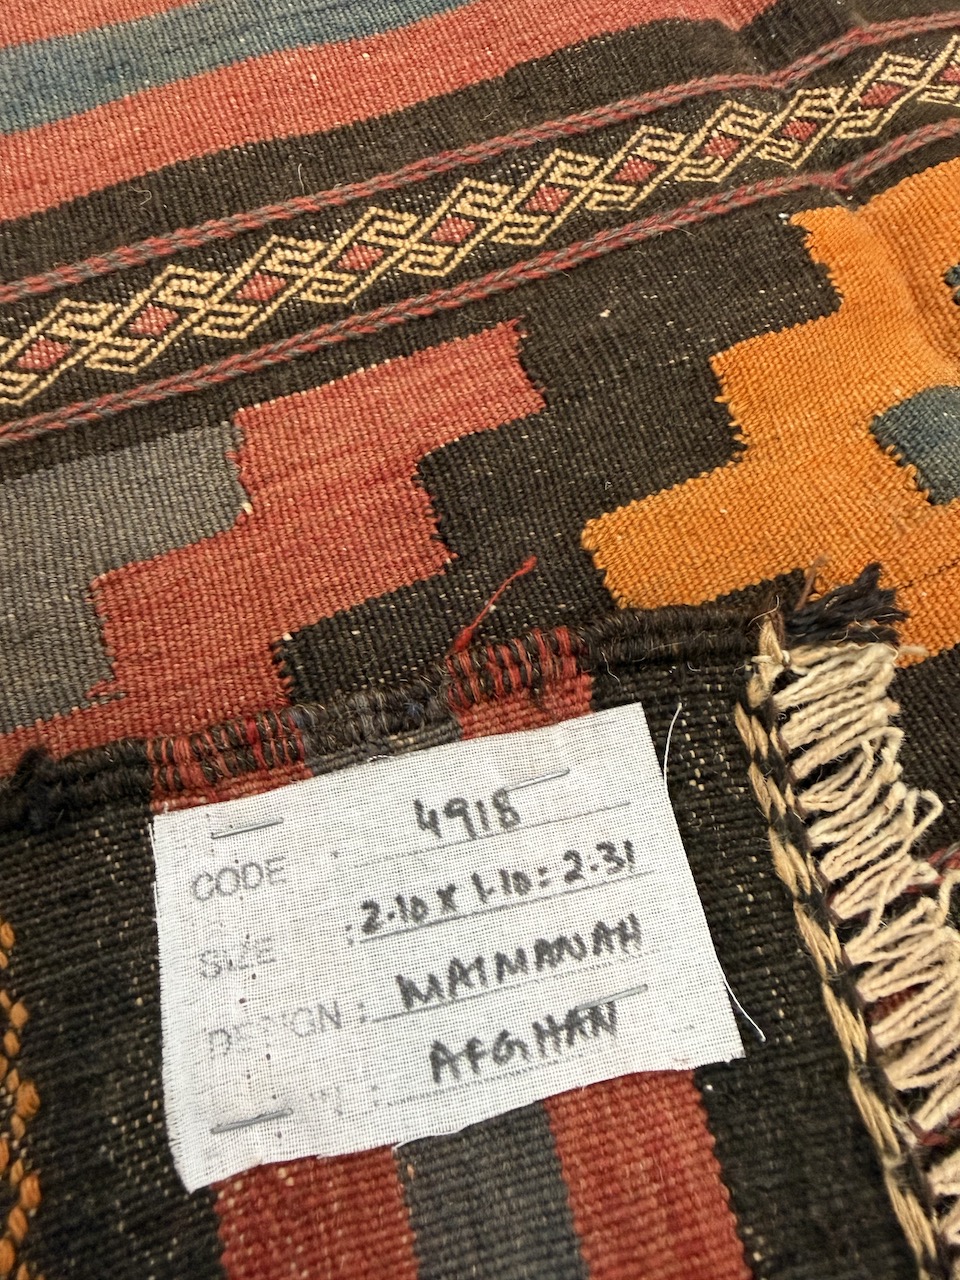 CODE : 4918
SIZE : 2.10 x 1.10 = 2.31
DESIGN : MAIMANAH
: AFGHAN